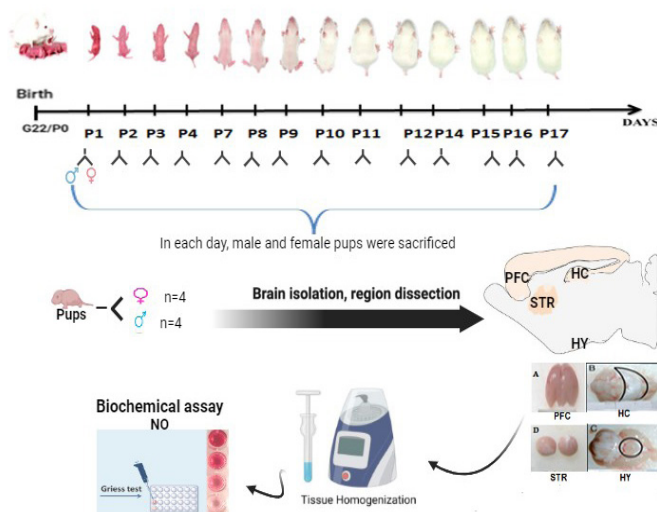 Birth
G22/P0
P1 P2 P3 P4 P7 P8 P9 P10 P11 P12 P14 P15 P16 P17
DAYS
♂ ♀
In each day, male and female pups were sacrificed
Pups
♀ n=4
♂ n=4
Brain isolation, region dissection
PFC
HC
STR
HY
A
PFC
B
HC
D
STR
C
HY
Biochemical assay
NO
Griess test
Tissue Homogenization